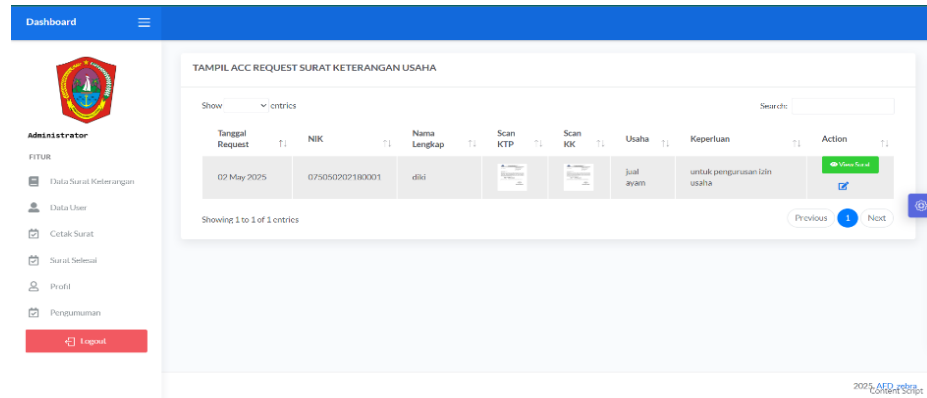 Dashboard
TAMPIL ACC REQUEST SURAT KETERANGAN USAHA
Administrator
FITUR
Data Surat Keterangan
Data User
Cetak Surat
Surat Selesai
Profil
Pengumuman
Logout
Show entries
Search:
Tanggal Request NIK Nama Lengkap Scan KTP Scan KK Usaha Keperluan Action
02 May 2025 075050202180001 diki jual ayam untuk pengurusan izin usaha View Surat
Showing 1 to 1 of 1 entries
Previous 1 Next
2025, AFD_zebra
Content Script